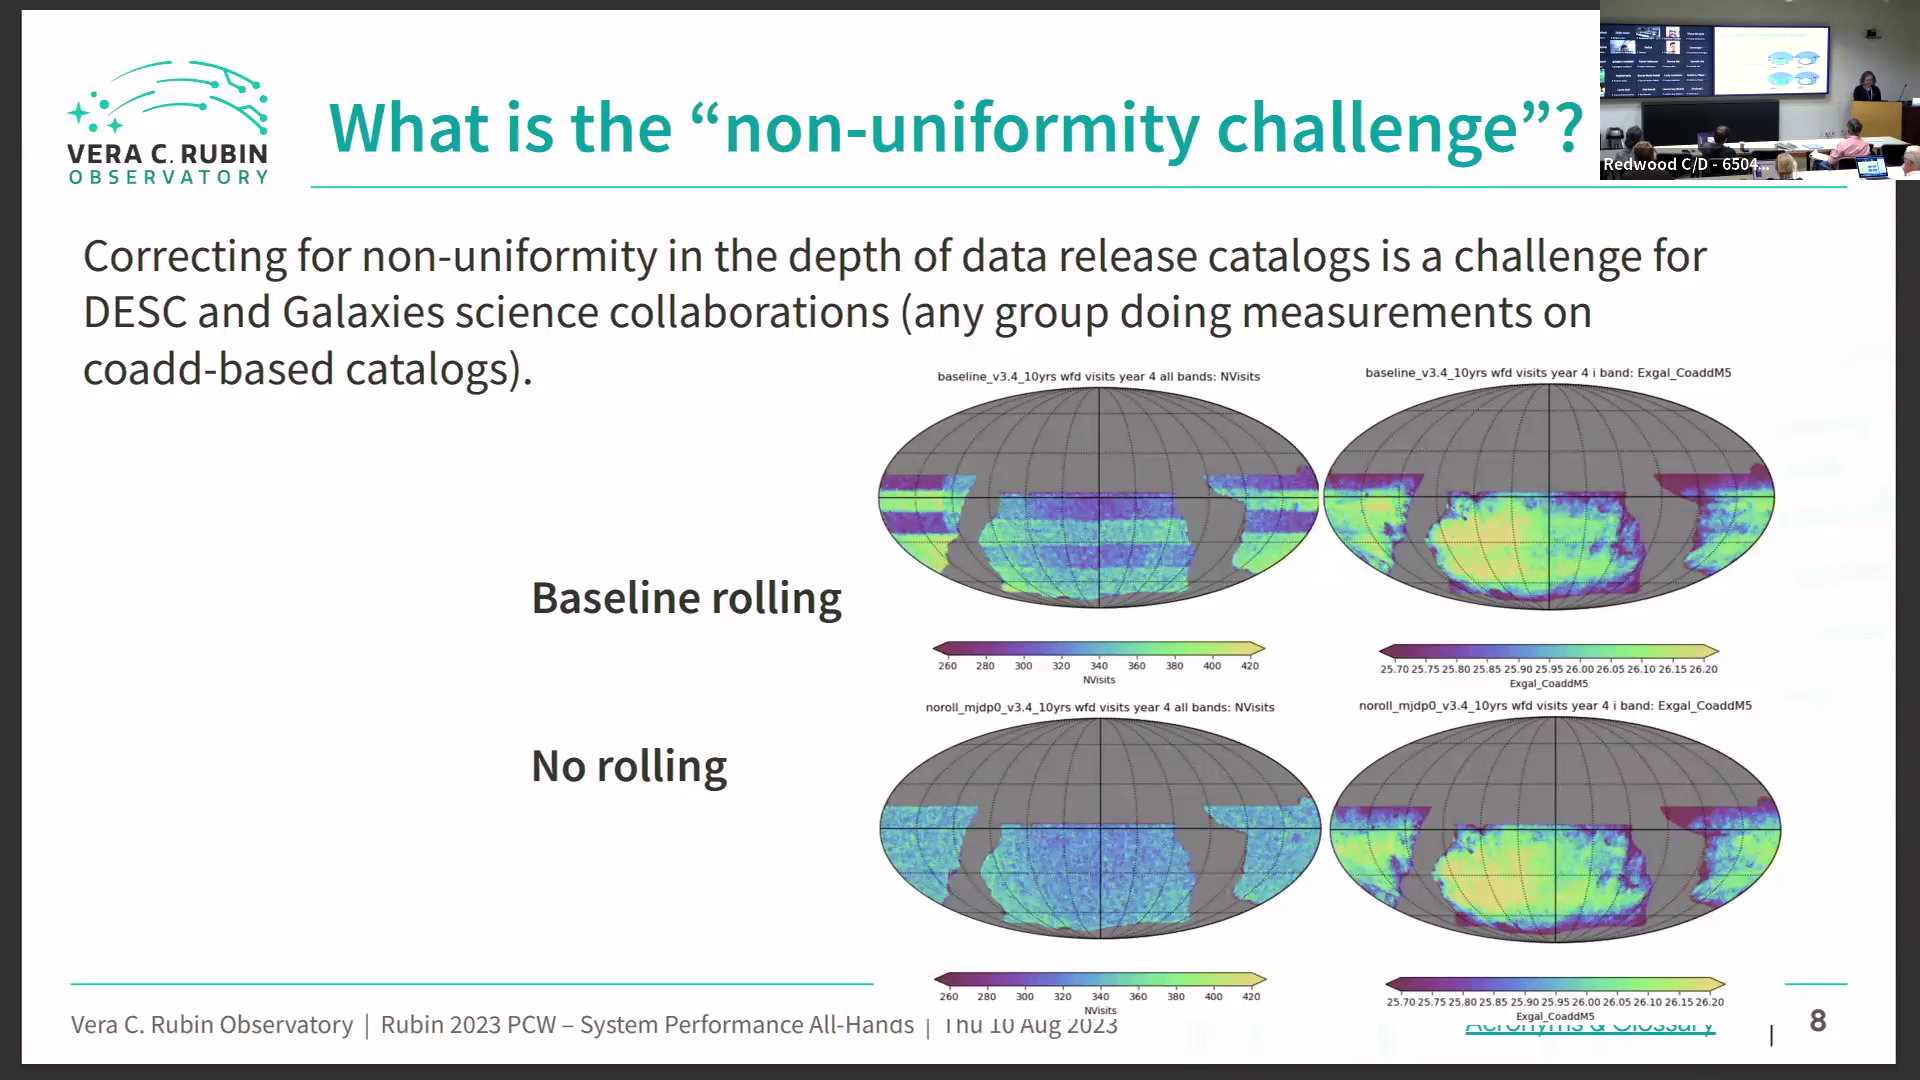 VERA C. RUBIN
OBSERVATORY
What is the “non-uniformity challenge”?
Redwood C/D - 6504...
Correcting for non-uniformity in the depth of data release catalogs is a challenge for
DESC and Galaxies science collaborations (any group doing measurements on
coadd-based catalogs).
baseline_v3.4_10yrs wfd visits year 4 all bands: NVisits
baseline_v3.4_10yrs wfd visits year 4 i band: Exgal_CoaddM5
Baseline rolling
260 280 300 320 340 360 380 400 420
NVisits
25.70 25.75 25.80 25.85 25.90 25.95 26.00 26.05 26.10 26.15 26.20
Exgal_CoaddM5
noroll_mjdp0_v3.4_10yrs wfd visits year 4 all bands: NVisits
noroll_mjdp0_v3.4_10yrs wfd visits year 4 i band: Exgal_CoaddM5
No rolling
260 280 300 320 340 360 380 400 420
NVisits
25.70 25.75 25.80 25.85 25.90 25.95 26.00 26.05 26.10 26.15 26.20
Exgal_CoaddM5
Vera C. Rubin Observatory | Rubin 2023 PCW – System Performance All-Hands | Thu 10 Aug 2023
Acronyms & Glossary
| 8